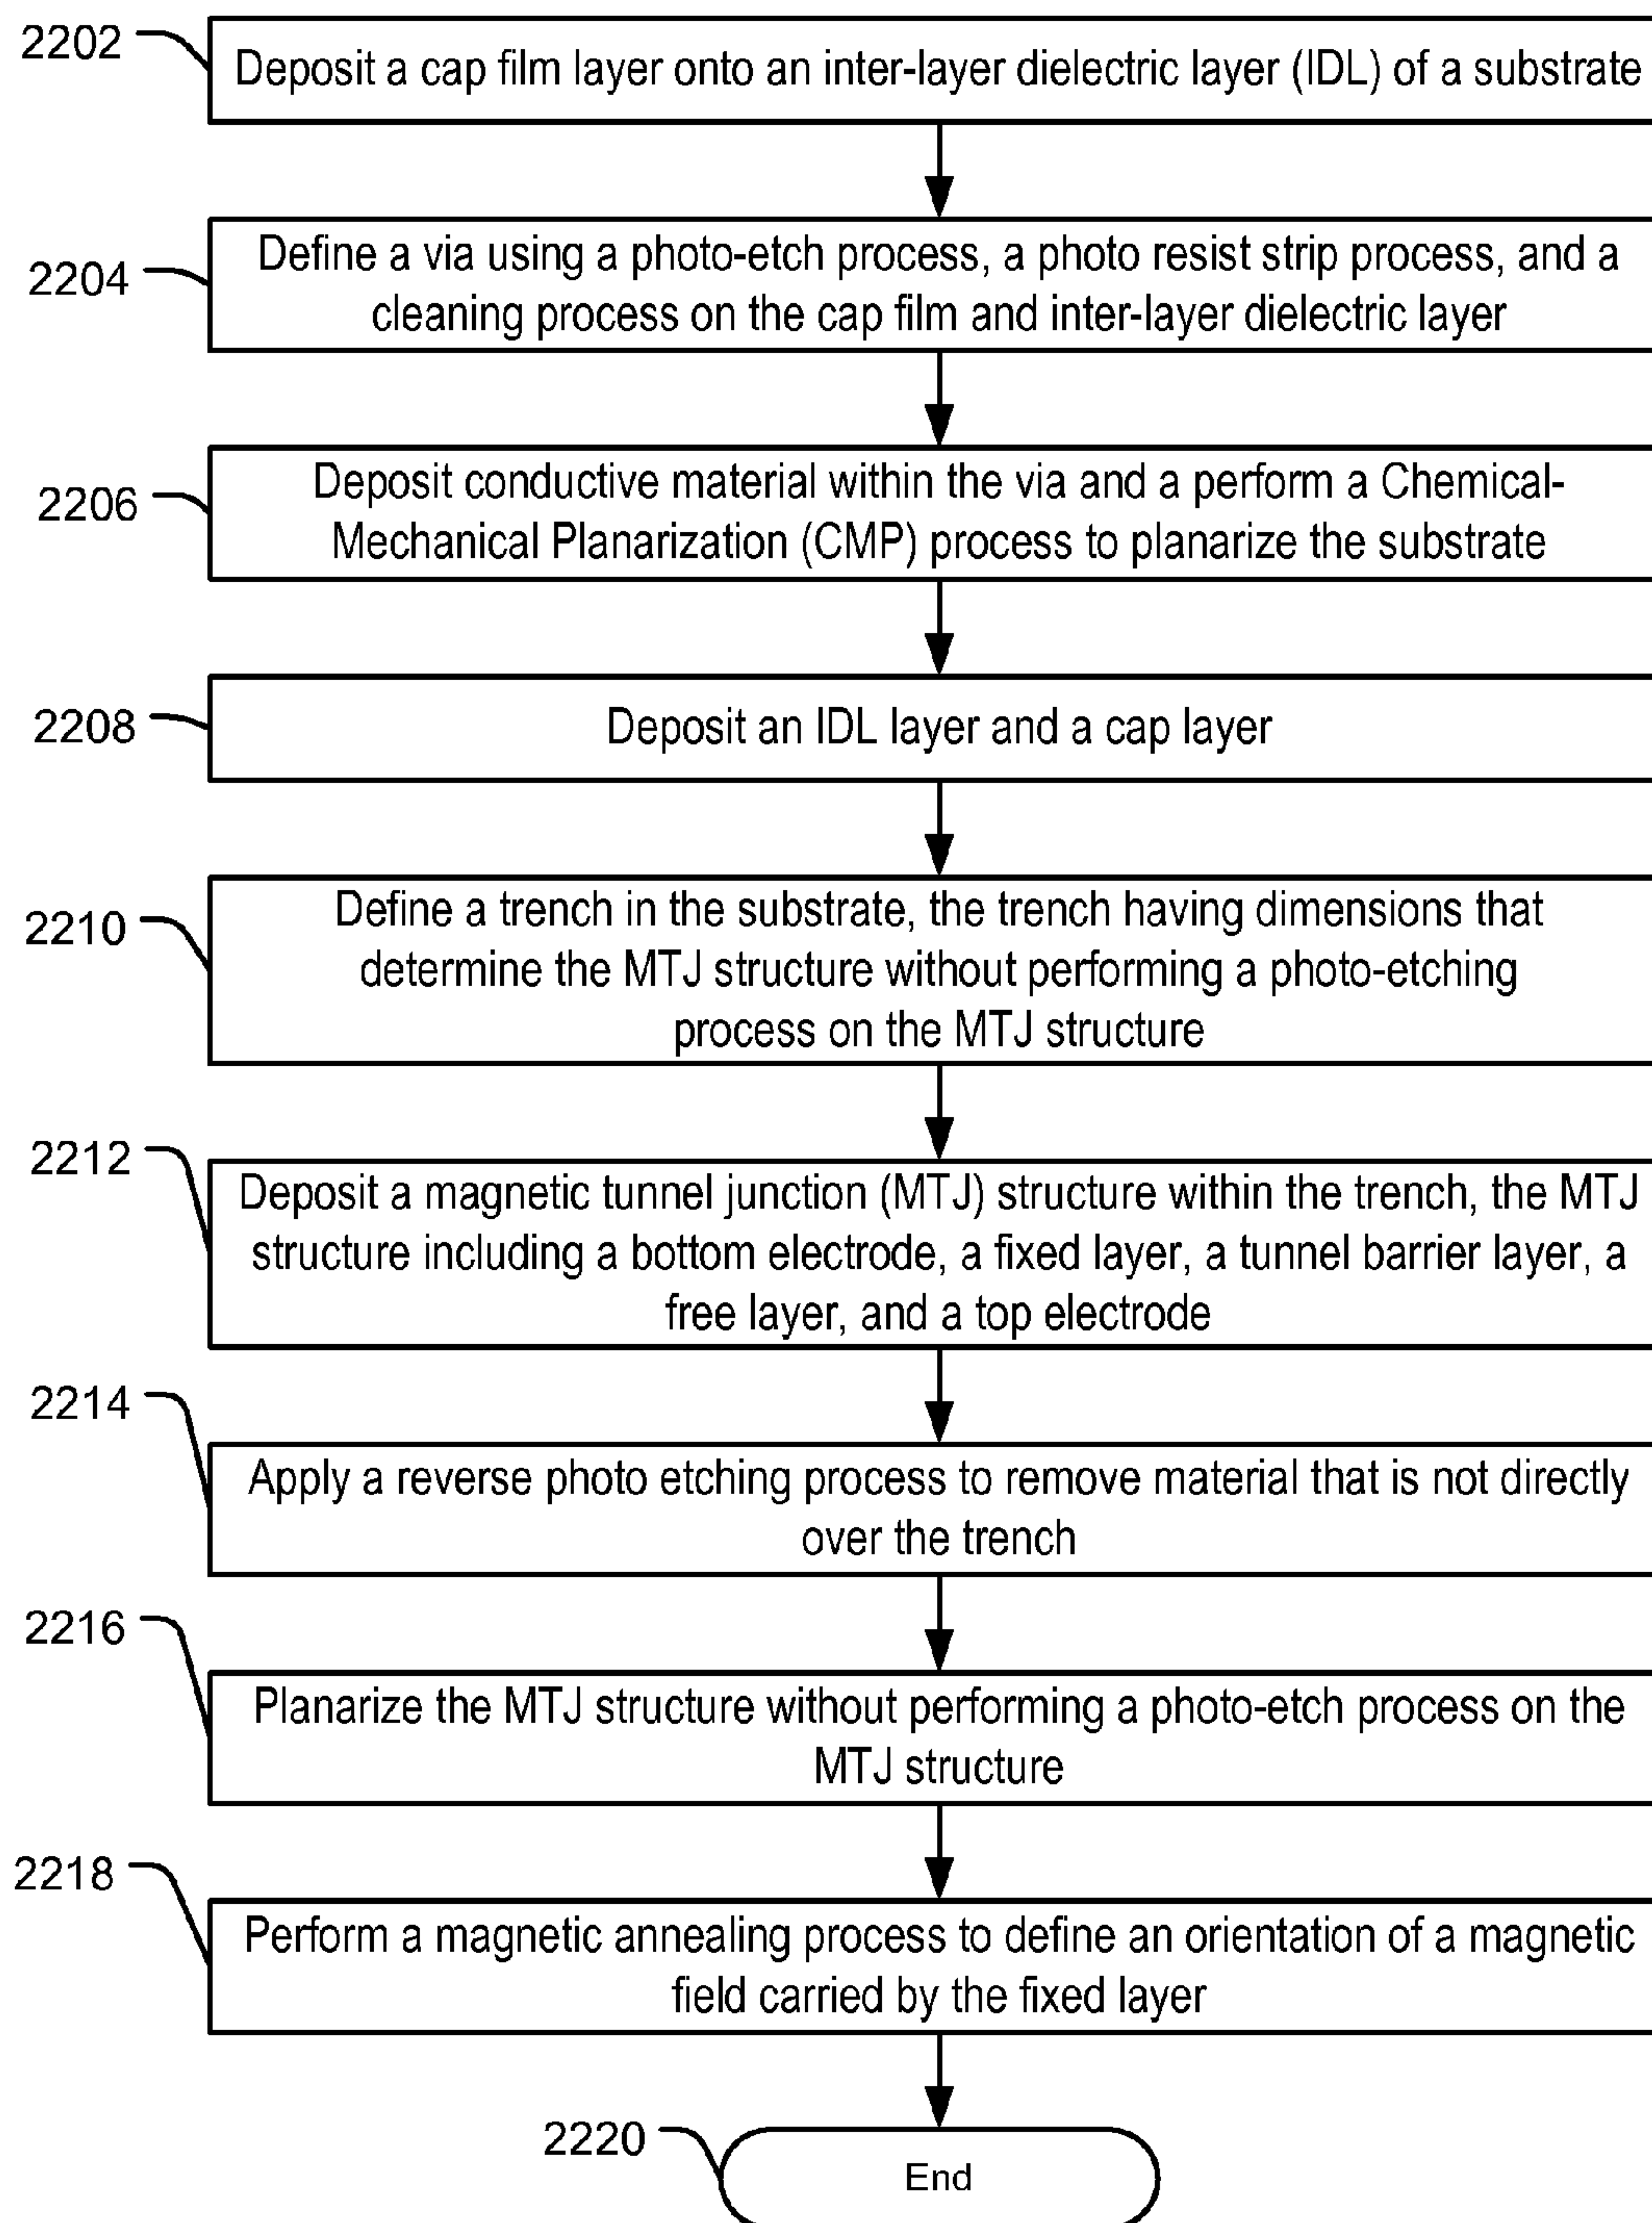 2202
Deposit a cap film layer onto an inter-layer dielectric layer (IDL) of a substrate
2204
Define a via using a photo-etch process, a photo resist strip process, and a
cleaning process on the cap film and inter-layer dielectric layer
2206
Deposit conductive material within the via and a perform a Chemical-
Mechanical Planarization (CMP) process to planarize the substrate
2208
Deposit an IDL layer and a cap layer
2210
Define a trench in the substrate, the trench having dimensions that
determine the MTJ structure without performing a photo-etching
process on the MTJ structure
2212
Deposit a magnetic tunnel junction (MTJ) structure within the trench, the MTJ
structure including a bottom electrode, a fixed layer, a tunnel barrier layer, a
free layer, and a top electrode
2214
Apply a reverse photo etching process to remove material that is not directly
over the trench
2216
Planarize the MTJ structure without performing a photo-etch process on the
MTJ structure
2218
Perform a magnetic annealing process to define an orientation of a magnetic
field carried by the fixed layer
2220
End